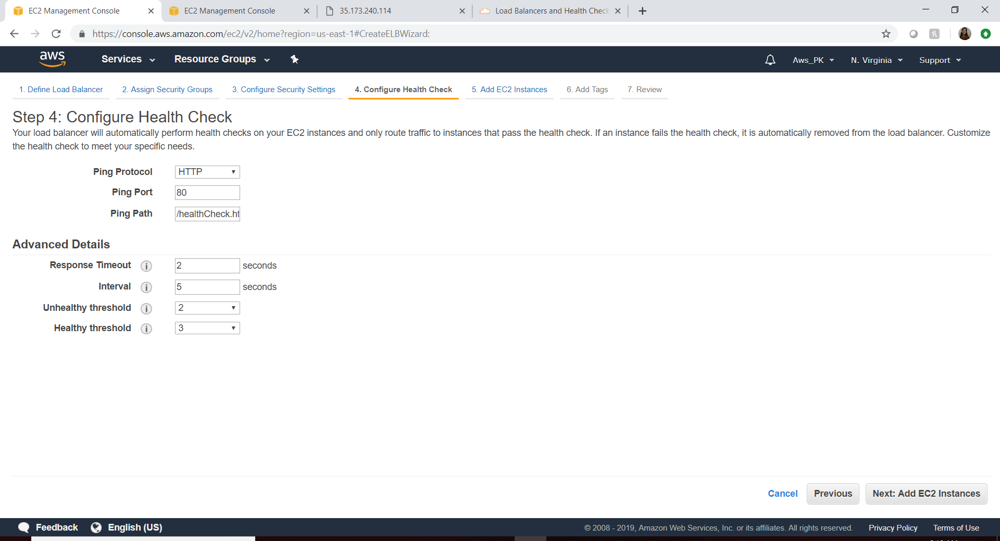 EC2 Management Console
EC2 Management Console
35.173.240.114
Load Balancers and Health Check
https://console.aws.amazon.com/ec2/v2/home?region=us-east-1#CreateELBWizard:
aws Services Resource Groups Aws_PK N. Virginia Support
1. Define Load Balancer 2. Assign Security Groups 3. Configure Security Settings 4. Configure Health Check 5. Add EC2 Instances 6. Add Tags 7. Review
Step 4: Configure Health Check
Your load balancer will automatically perform health checks on your EC2 instances and only route traffic to instances that pass the health check. If an instance fails the health check, it is automatically removed from the load balancer. Customize
the health check to meet your specific needs.
Ping Protocol HTTP
Ping Port 80
Ping Path /healthCheck.ht
Advanced Details
Response Timeout i 2 seconds
Interval i 5 seconds
Unhealthy threshold i 2
Healthy threshold i 3
Cancel Previous Next: Add EC2 Instances
Feedback English (US) © 2008 - 2019, Amazon Web Services, Inc. or its affiliates. All rights reserved. Privacy Policy Terms of Use